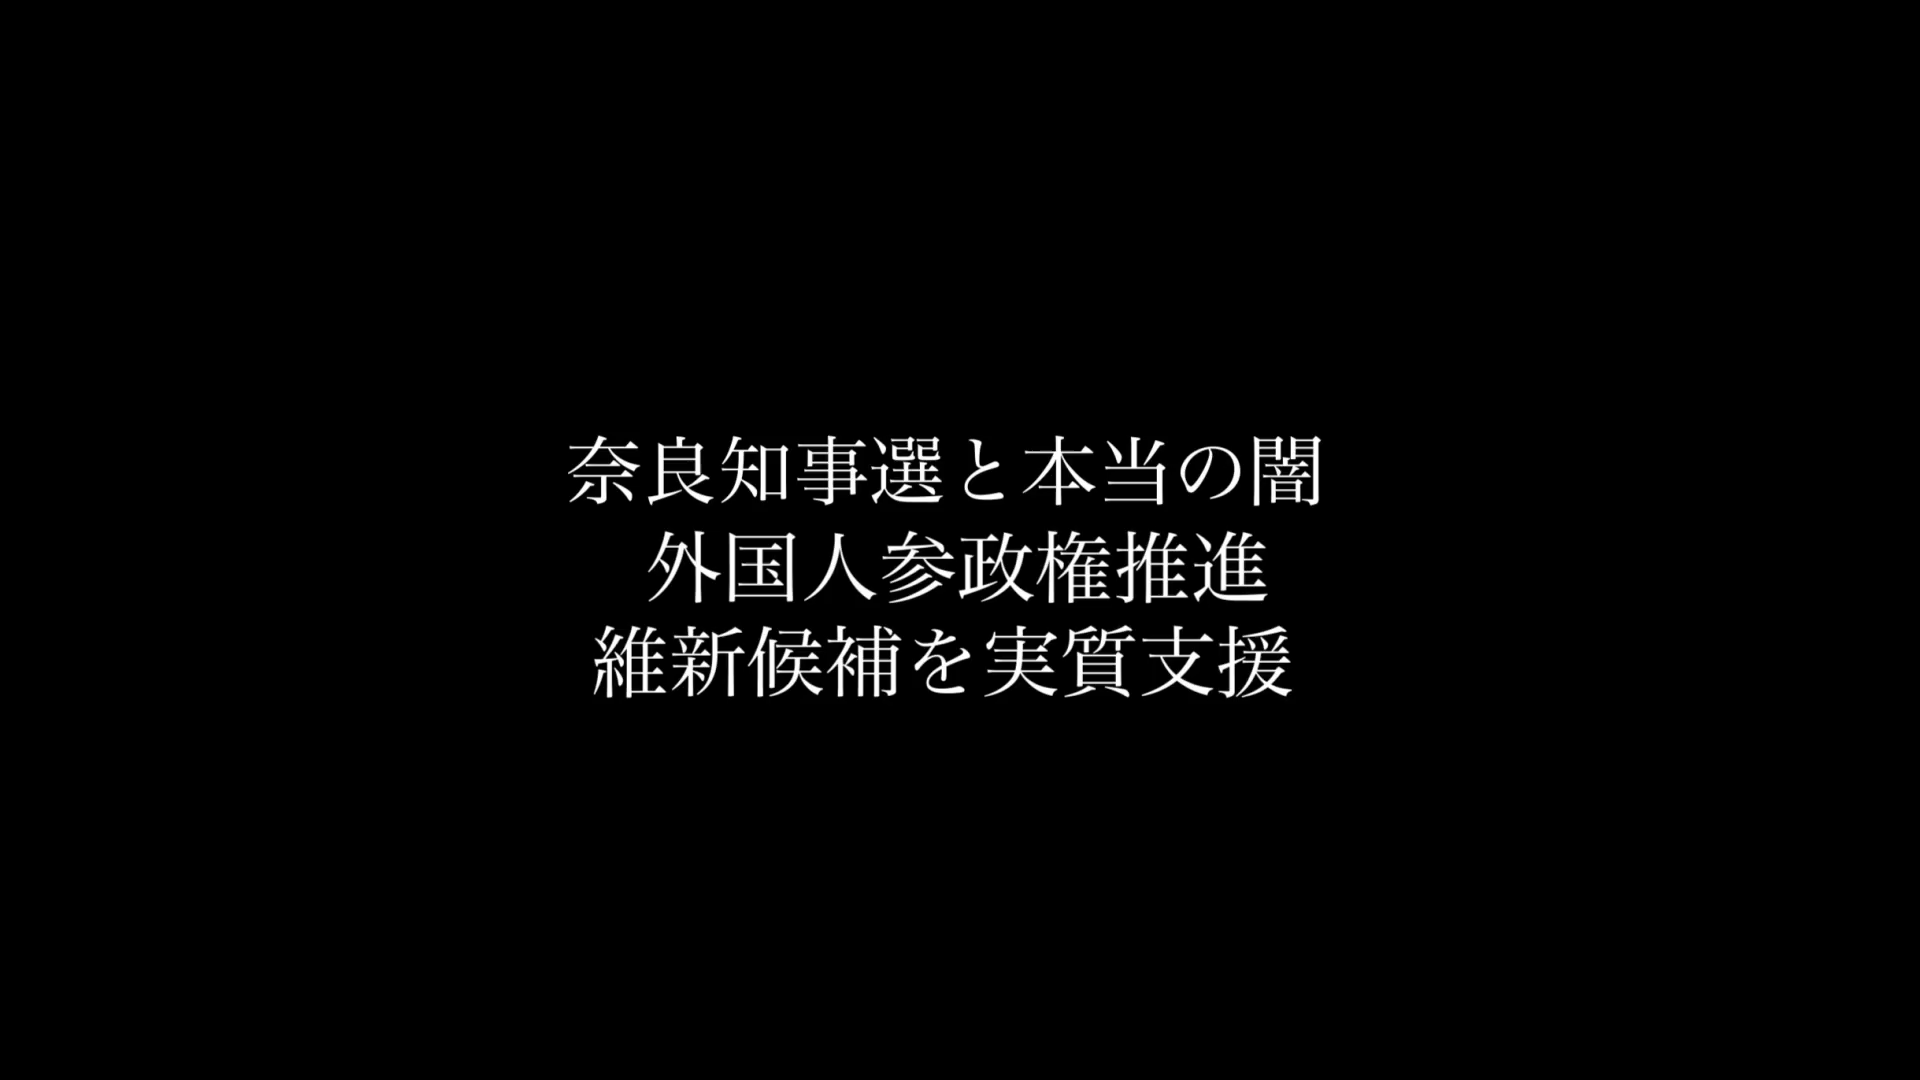 奈良知事選と本当の闇
外国人参政権推進
維新候補を実質支援